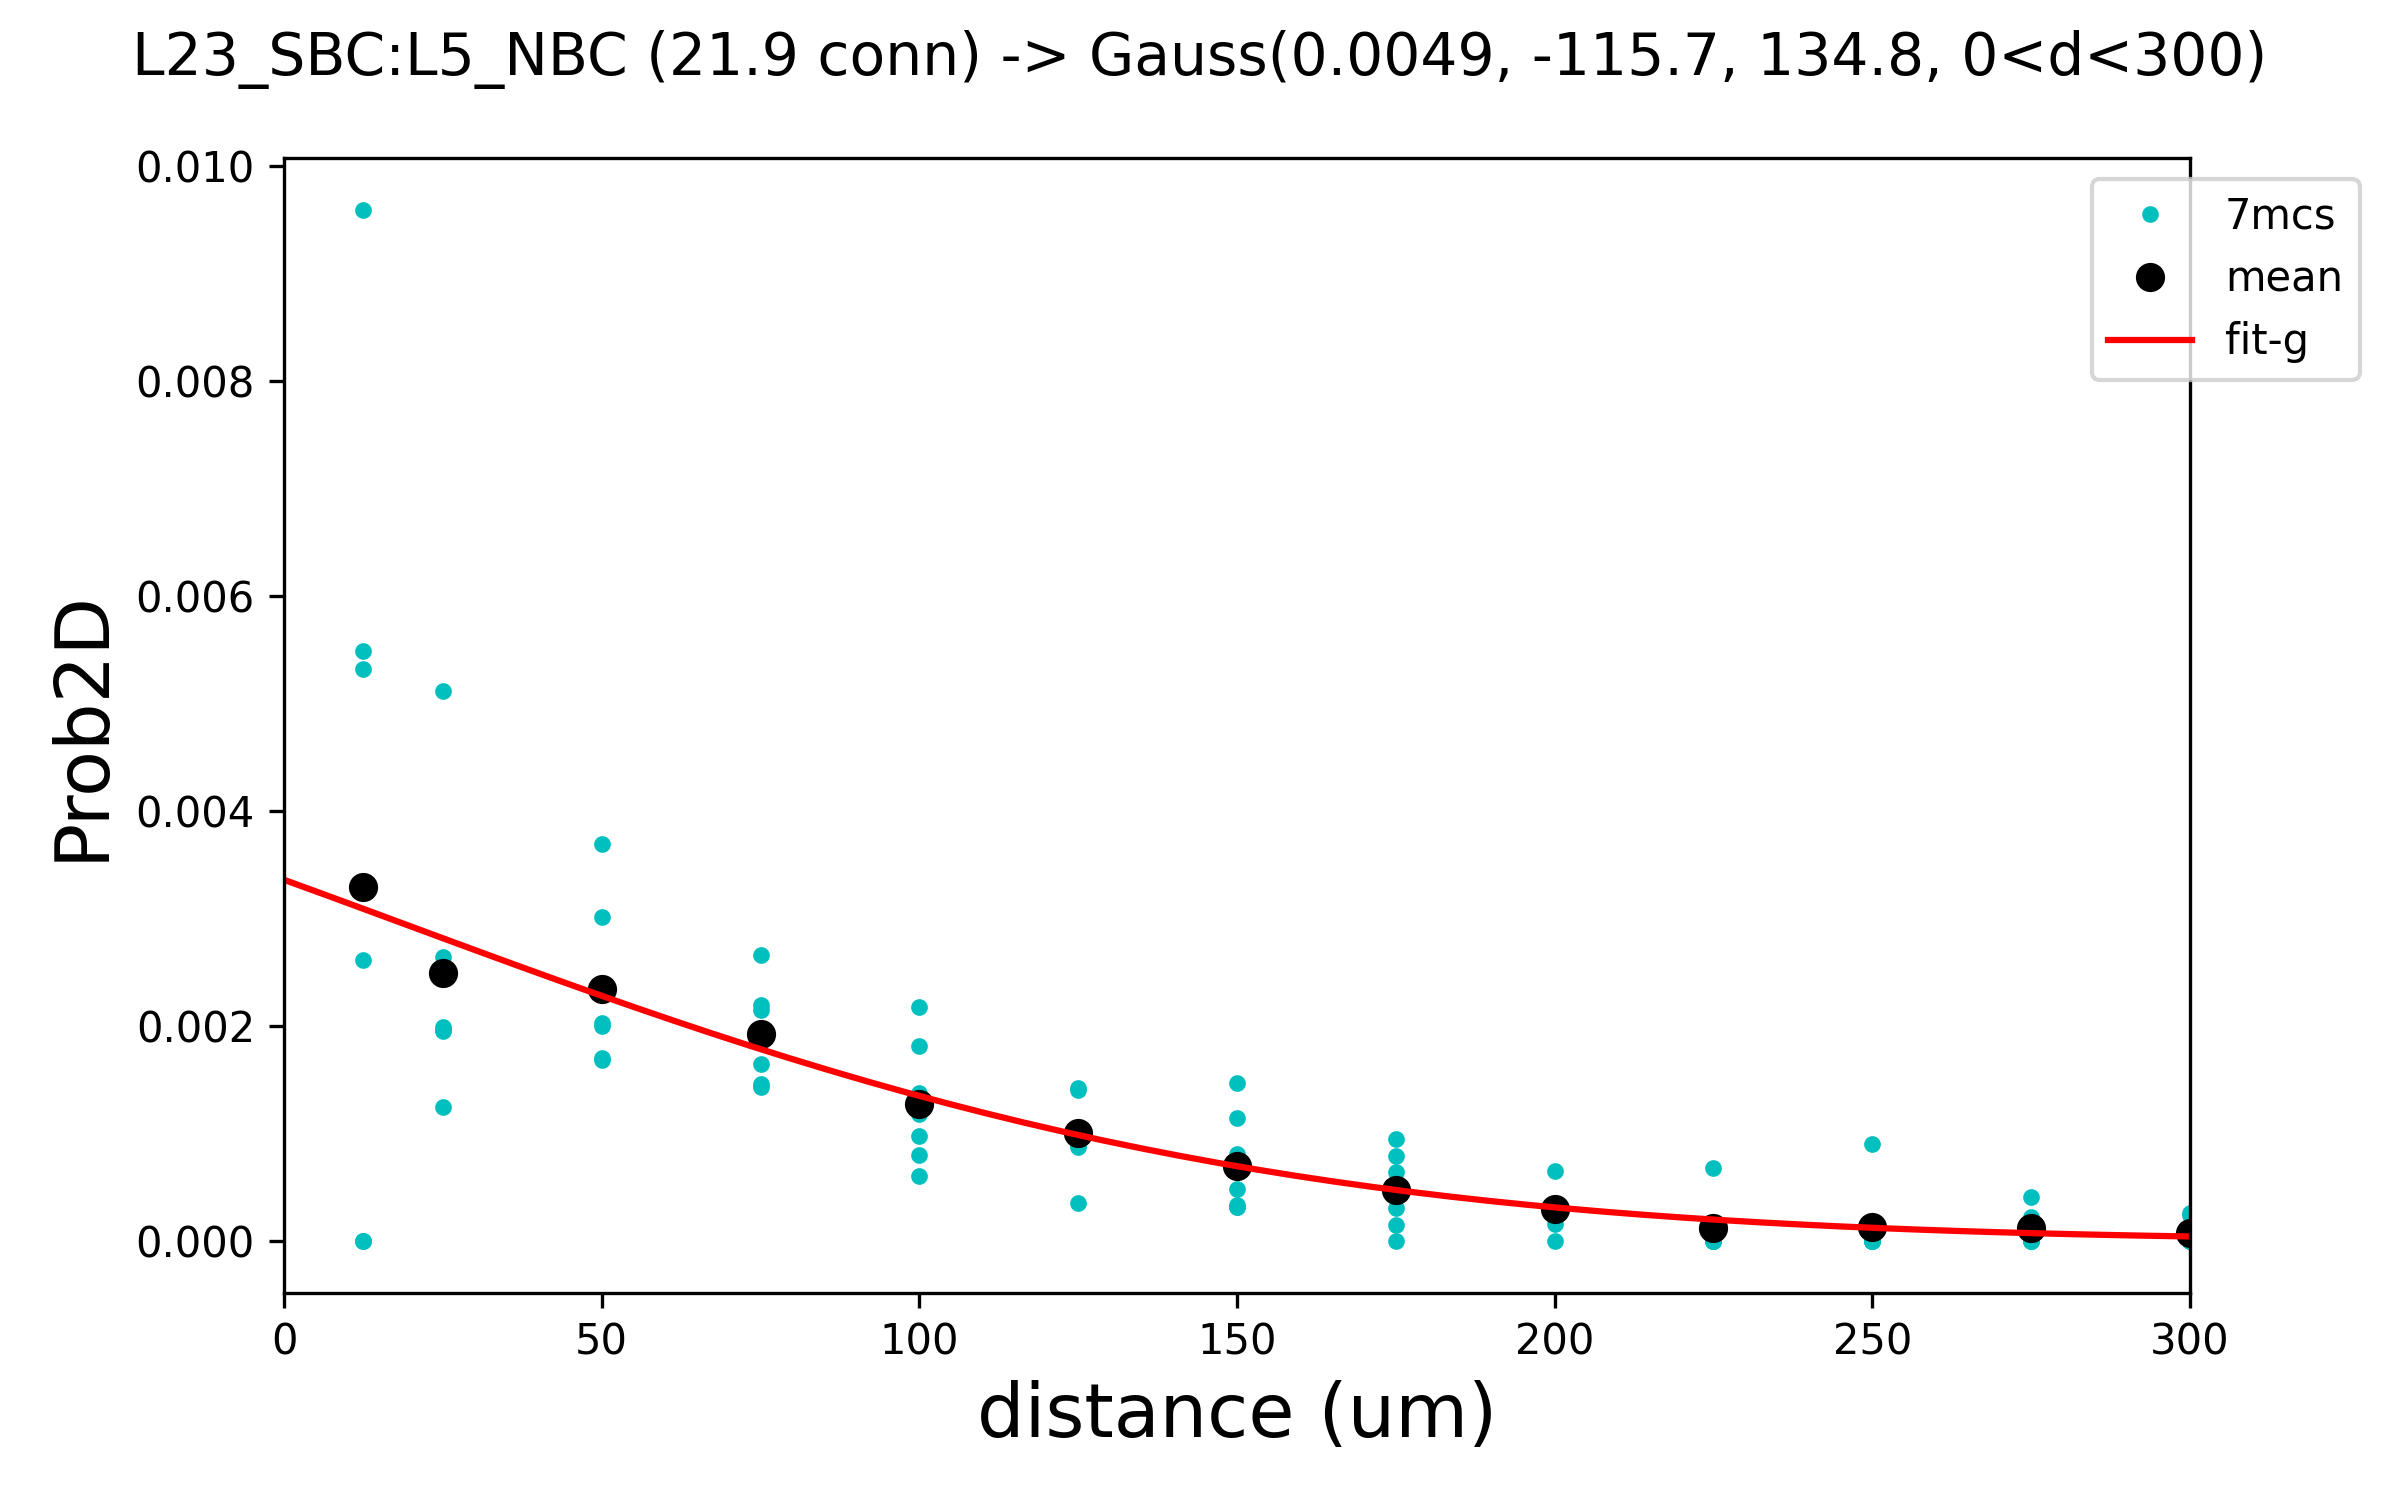 L23_SBC:L5_NBC (21.9 conn) -> Gauss(0.0049, -115.7, 134.8, 0<d<300)
0.010
0.008
0.006
0.004
0.002
0.000
Prob2D
7mcs
mean
fit-g
0 50 100 150 200 250 300
distance (um)